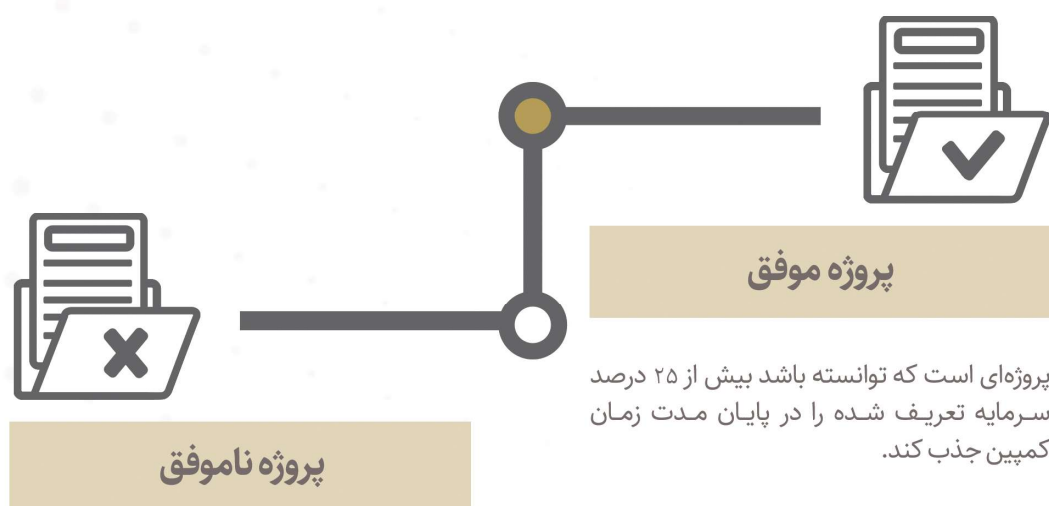 پروژه موفق
پروژه‌ای است که توانسته باشد بیش از ۲۵ درصد
سرمایه تعریف شده را در پایان مدت زمان
کمپین جذب کند.
پروژه ناموفق